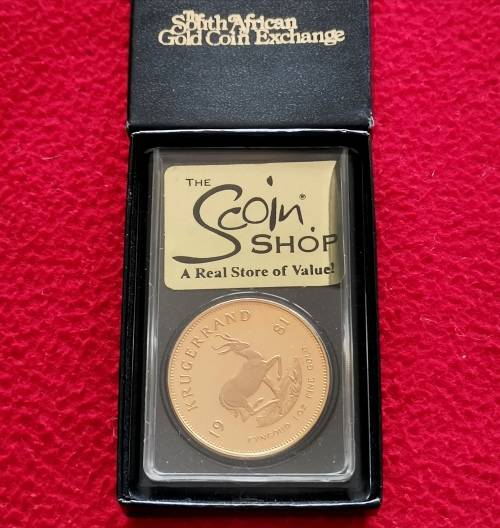 The
South African
Gold Coin Exchange
THE
Scoin®
SHOP
A Real Store of Value!
KRUGERRAND
19 81
FYNGOUD 1 OZ FINE GOLD